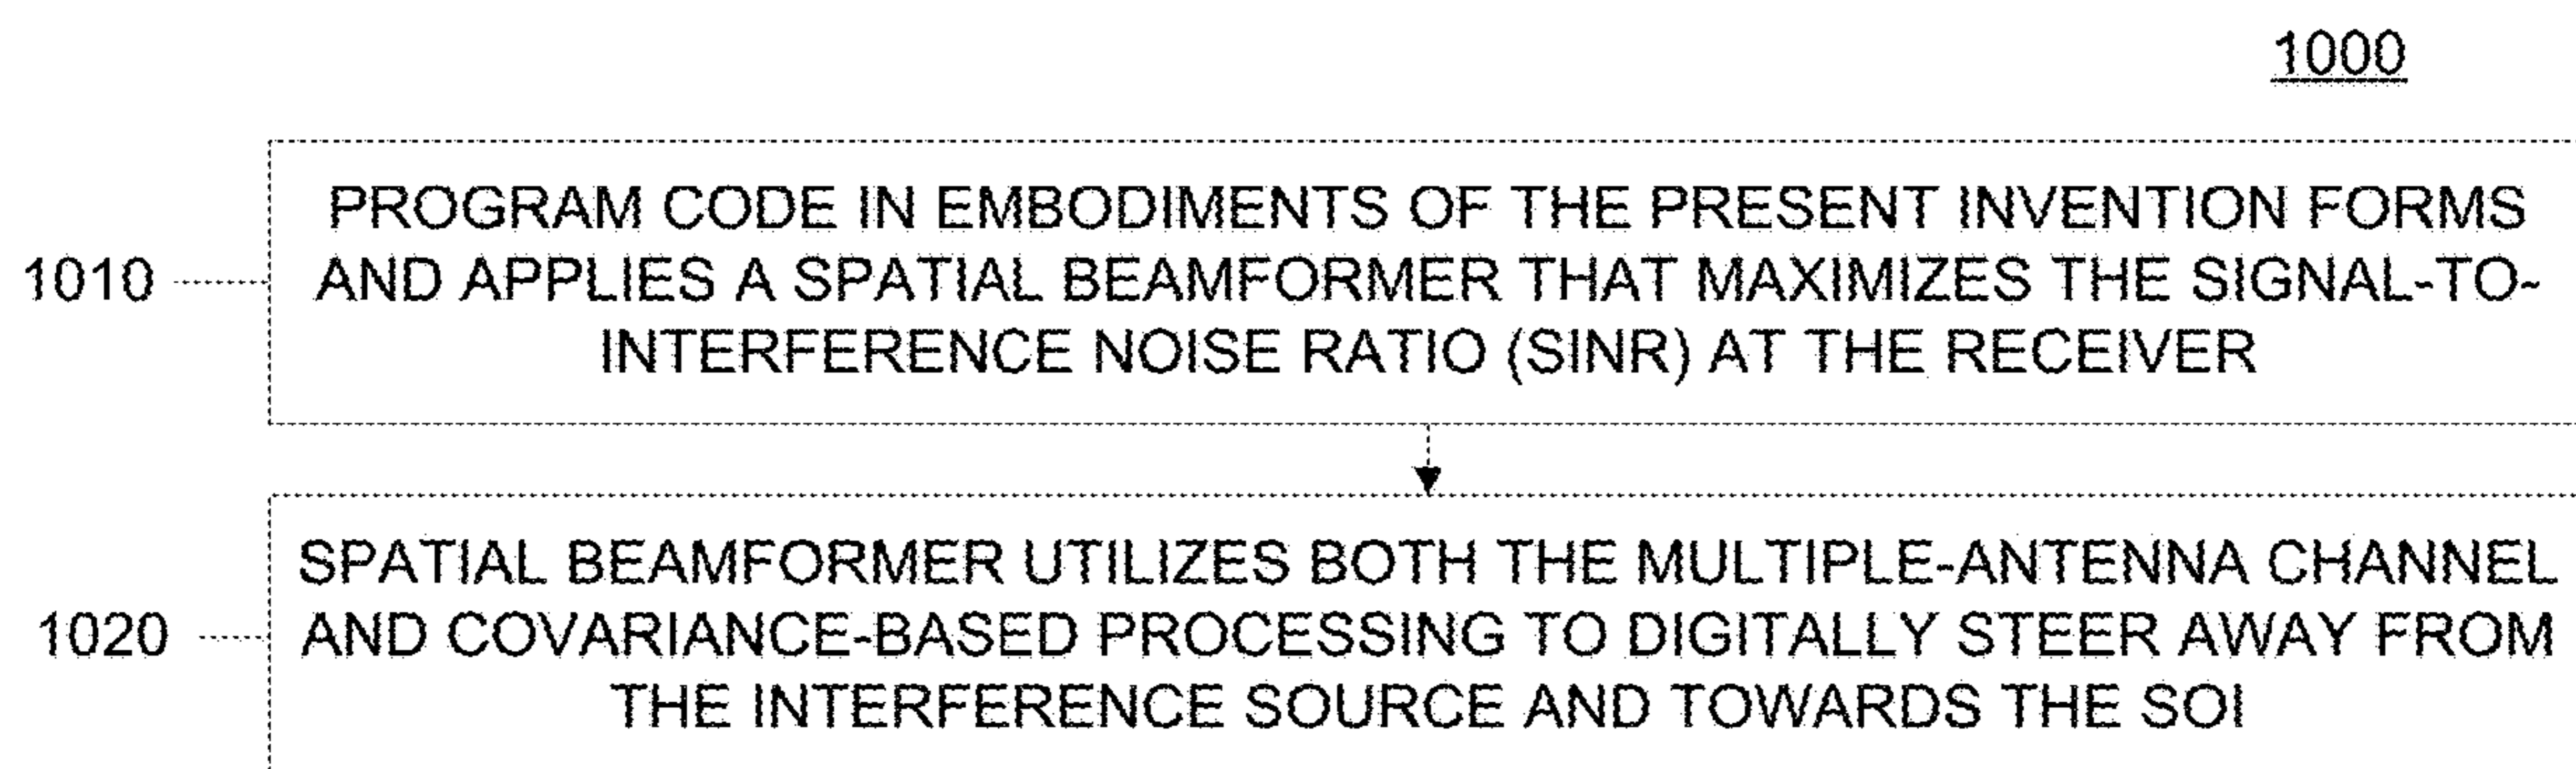 1000
PROGRAM CODE IN EMBODIMENTS OF THE PRESENT INVENTION FORMS
1010 AND APPLIES A SPATIAL BEAMFORMER THAT MAXIMIZES THE SIGNAL-TO-
INTERFERENCE NOISE RATIO (SINR) AT THE RECEIVER
SPATIAL BEAMFORMER UTILIZES BOTH THE MULTIPLE-ANTENNA CHANNEL
1020 AND COVARIANCE-BASED PROCESSING TO DIGITALLY STEER AWAY FROM
THE INTERFERENCE SOURCE AND TOWARDS THE SOI